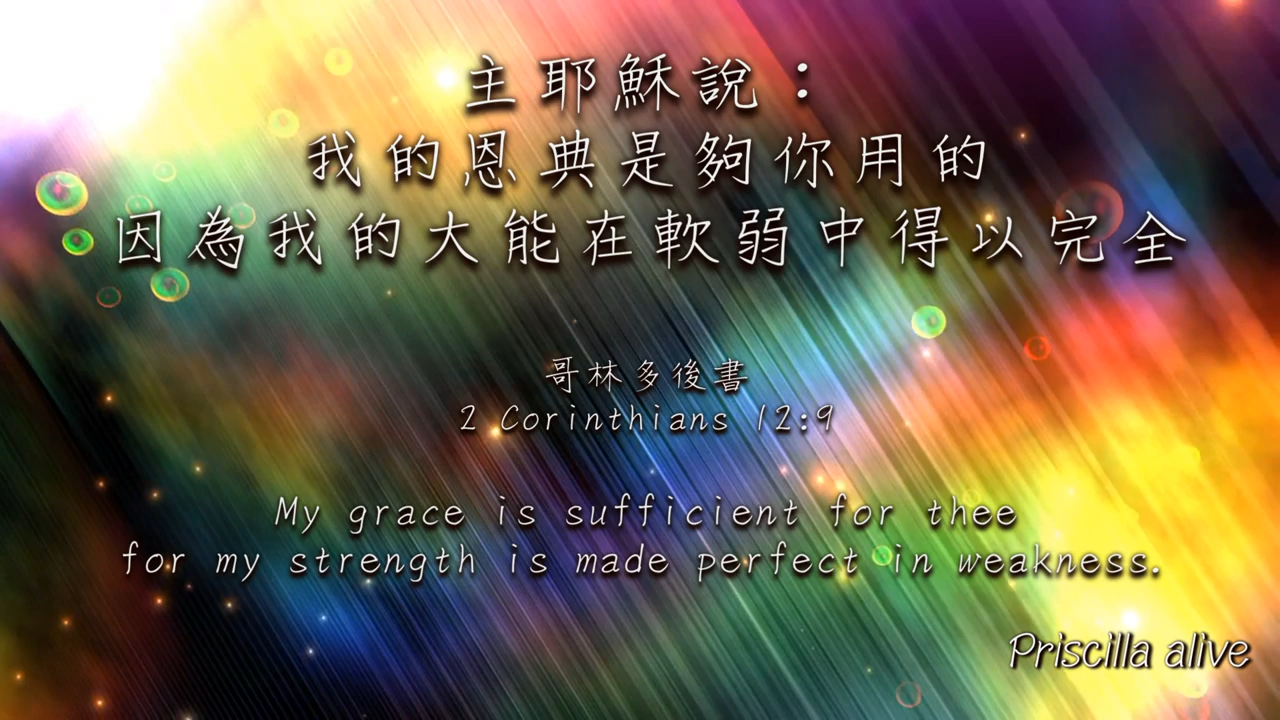 主耶穌說：
我的恩典是夠你用的
因為我的大能在軟弱中得以完全
哥林多後書
2 Corinthians 12:9
My grace is sufficient for thee
for my strength is made perfect in weakness.
Priscilla alive